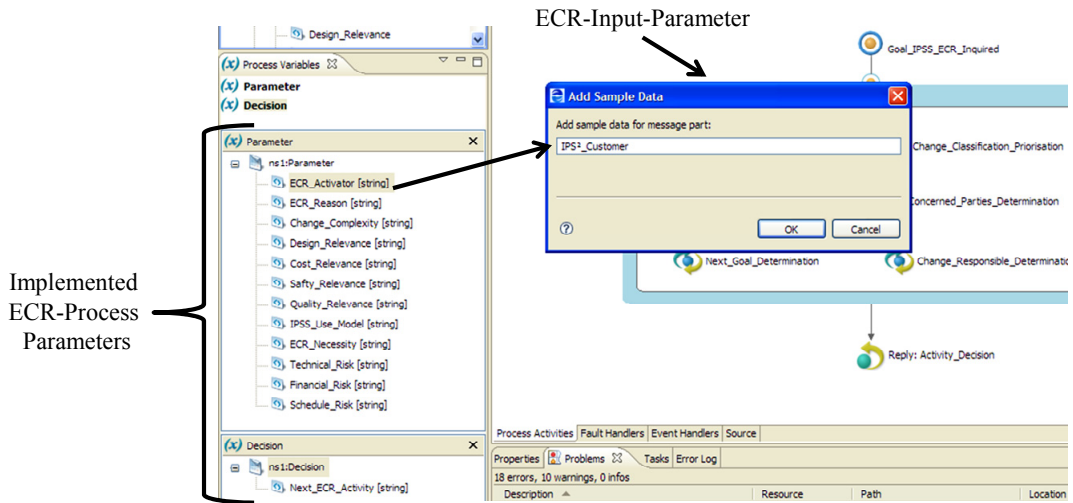 ECR-Input-Parameter
Design_Relevance
(x) Process Variables
(x) Parameter
(x) Decision
(x) Parameter
ns1:Parameter
ECR_Activator [string]
ECR_Reason [string]
Change_Complexity [string]
Design_Relevance [string]
Cost_Relevance [string]
Safty_Relevance [string]
Quality_Relevance [string]
IPSS_Use_Model [string]
ECR_Necessity [string]
Technical_Risk [string]
Financial_Risk [string]
Schedule_Risk [string]
(x) Decision
ns1:Decision
Next_ECR_Activity [string]
Implemented
ECR-Process
Parameters
Goal_IPSS_ECR_Inquired
Add Sample Data
Add sample data for message part:
IPS²_Customer
OK Cancel
Change_Classification_Priorisation
Concerned_Parties_Determination
Next_Goal_Determination
Change_Responsible_Determinatio
Reply: Activity_Decision
Process Activities Fault Handlers Event Handlers Source
Properties Problems Tasks Error Log
18 errors, 10 warnings, 0 infos
Description Resource Path Location